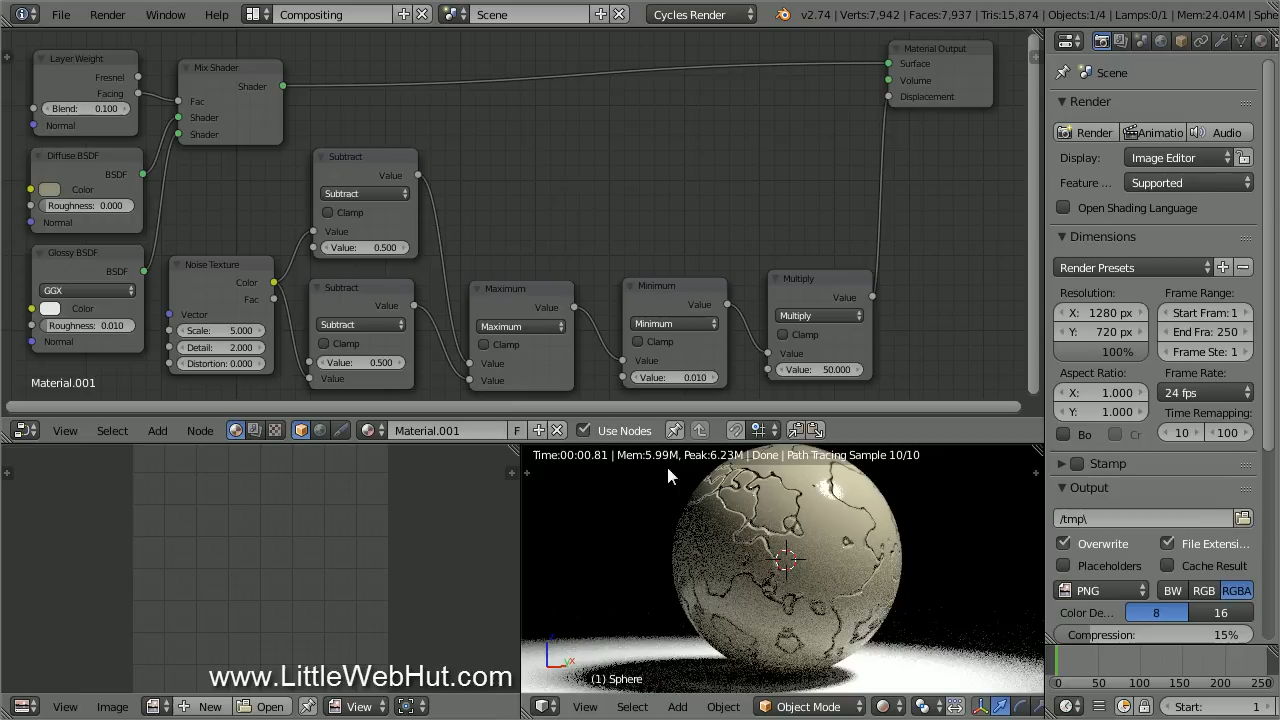 File Render Window Help Compositing Scene Cycles Render v2.74 | Verts:7,942 | Faces:7,937 | Tris:15,874 | Objects:1/4 | Lamps:0/1 | Mem:24.04M | Sphe
Layer Weight
Fresnel
Facing
Blend: 0.100
Normal
Mix Shader
Shader
Fac
Shader
Shader
Material Output
Surface
Volume
Displacement
Diffuse BSDF
BSDF
Color
Roughness: 0.000
Normal
Glossy BSDF
BSDF
GGX
Color
Roughness: 0.010
Normal
Noise Texture
Color
Fac
Vector
Scale: 5.000
Detail: 2.000
Distortion: 0.000
Subtract
Value
Subtract
Clamp
Value
Value: 0.500
Subtract
Value
Subtract
Clamp
Value: 0.500
Value
Maximum
Value
Maximum
Clamp
Value
Value
Minimum
Value
Minimum
Clamp
Value
Value: 0.010
Multiply
Value
Multiply
Clamp
Value
Value: 50.000
Material.001
View Select Add Node Material.001 F Use Nodes
Time:00:00.81 | Mem:5.99M, Peak:6.23M | Done | Path Tracing Sample 10/10
(1) Sphere
www.LittleWebHut.com
View Image New Open View
View Select Add Object Object Mode
Scene
Render
Render Animatio Audio
Display: Image Editor
Feature ... Supported
Open Shading Language
Dimensions
Render Presets
Resolution: Frame Range:
X: 1280 px Start Fram: 1
Y: 720 px End Fra: 250
100% Frame Ste: 1
Aspect Ratio: Frame Rate:
X: 1.000 24 fps
Y: 1.000 Time Remapping:
Bo Cr 10 100
Stamp
Output
/tmp\
Overwrite File Extensi...
Placeholders Cache Result
PNG BW RGB RGBA
Color De... 8 16
Compression: 15%
0 50 100 150 200 250
Start: 1